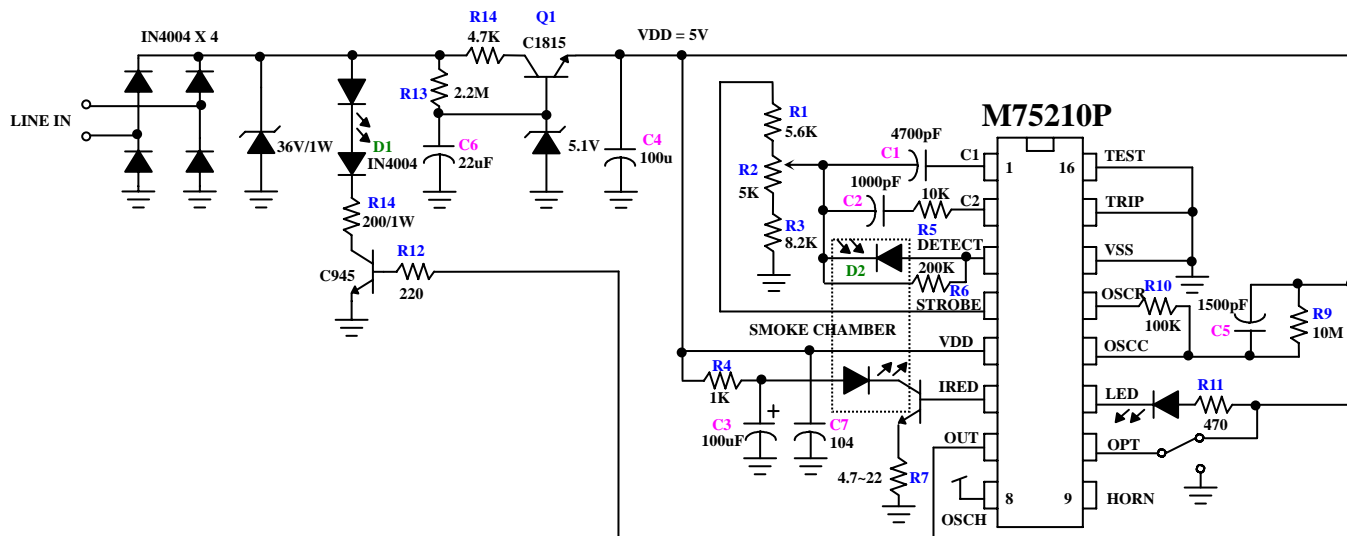 IN4004 X 4
R14
4.7K
Q1
C1815
VDD = 5V
LINE IN
R13
2.2M
36V/1W
D1
IN4004
C6
22uF
5.1V
C4
100u
R14
200/1W
C945
R12
220
R1
5.6K
R2
5K
R3
8.2K
4700pF
C1
1000pF
C2
10K
R5
D2
200K
R6
SMOKE CHAMBER
R4
1K
C3
100uF
+
C7
104
4.7~22
R7
M75210P
C1
1
16
TEST
C2
TRIP
DETECT
VSS
STROBE
OSCR
R10
100K
1500pF
C5
R9
10M
VDD
OSCC
IRED
LED
R11
470
OUT
OPT
OSCH
8
9
HORN